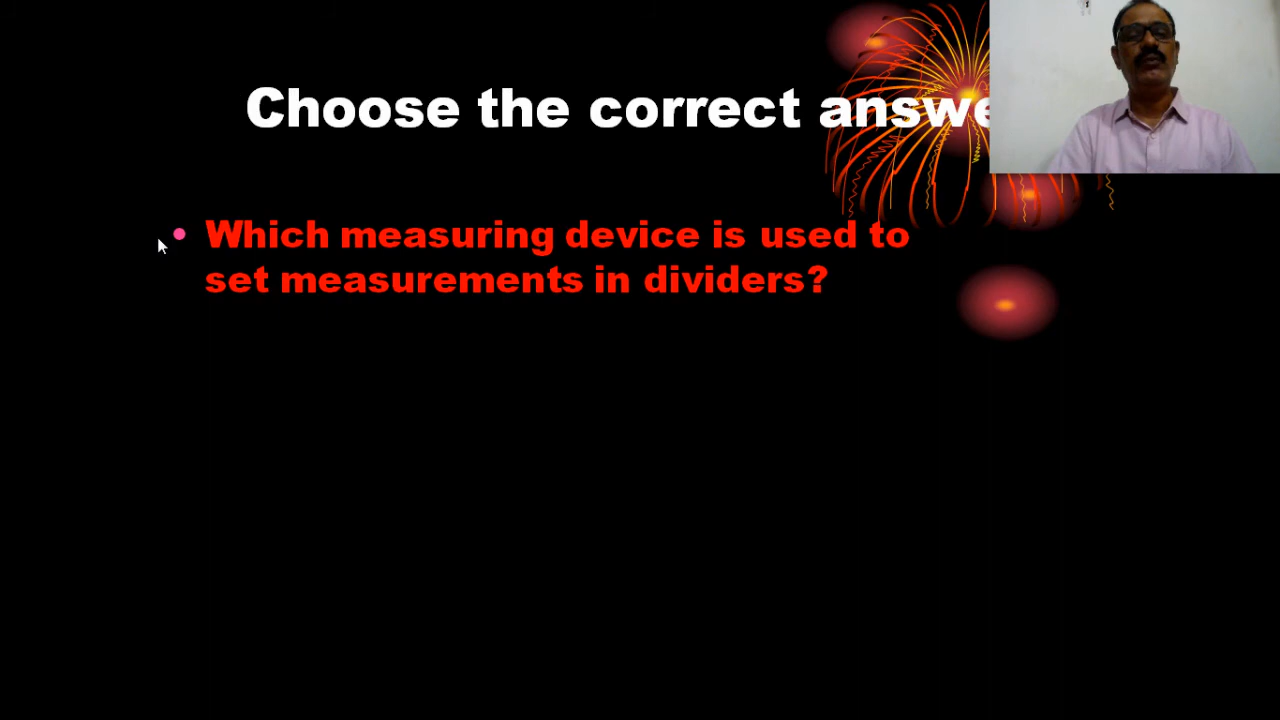 Choose the correct answe
• Which measuring device is used to
set measurements in dividers?